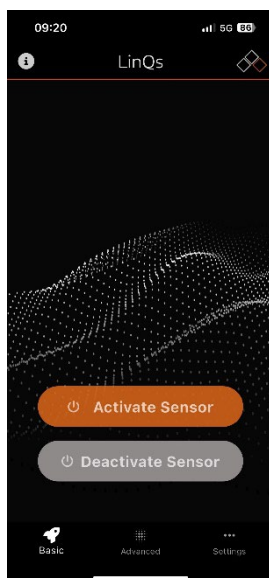 09:20 5G 86
LinQs
Activate Sensor
Deactivate Sensor
Basic Advanced Settings